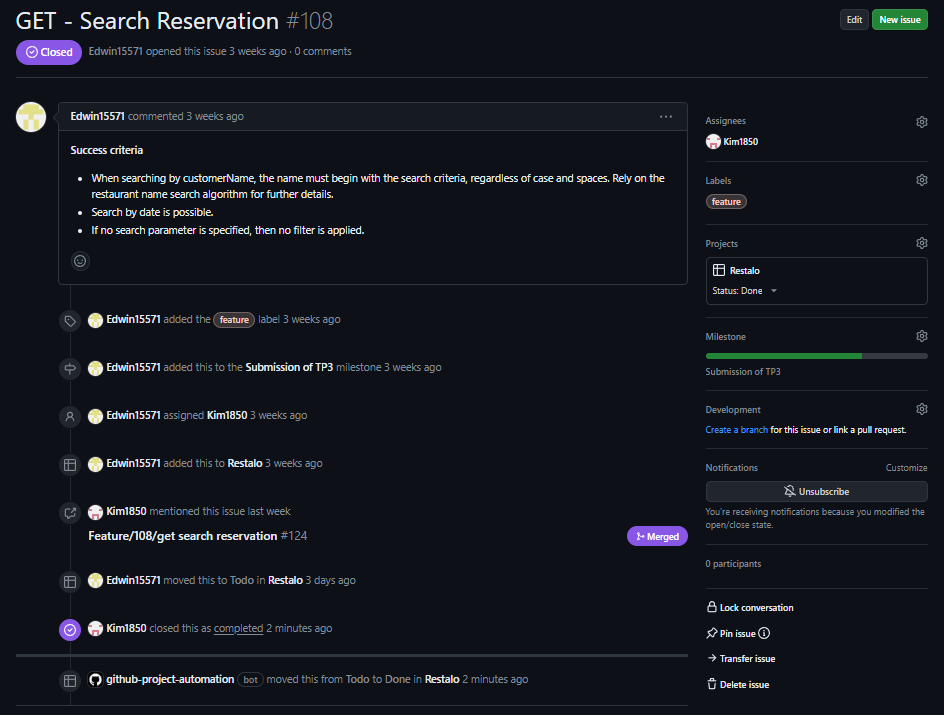 GET - Search Reservation #108
Edit
New issue
Closed
Edwin15571 opened this issue 3 weeks ago · 0 comments
Edwin15571 commented 3 weeks ago
Success criteria
• When searching by customerName, the name must begin with the search criteria, regardless of case and spaces. Rely on the
restaurant name search algorithm for further details.
• Search by date is possible.
• If no search parameter is specified, then no filter is applied.
Edwin15571 added the feature label 3 weeks ago
Edwin15571 added this to the Submission of TP3 milestone 3 weeks ago
Edwin15571 assigned Kim1850 3 weeks ago
Edwin15571 added this to Restalo 3 weeks ago
Kim1850 mentioned this issue last week
Feature/108/get search reservation #124
Merged
Edwin15571 moved this to Todo in Restalo 3 days ago
Kim1850 closed this as completed 2 minutes ago
github-project-automation bot moved this from Todo to Done in Restalo 2 minutes ago
Assignees
Kim1850
Labels
feature
Projects
Restalo
Status: Done
Milestone
Submission of TP3
Development
Create a branch for this issue or link a pull request.
Notifications
Customize
Unsubscribe
You're receiving notifications because you modified the
open/close state.
0 participants
Lock conversation
Pin issue
Transfer issue
Delete issue